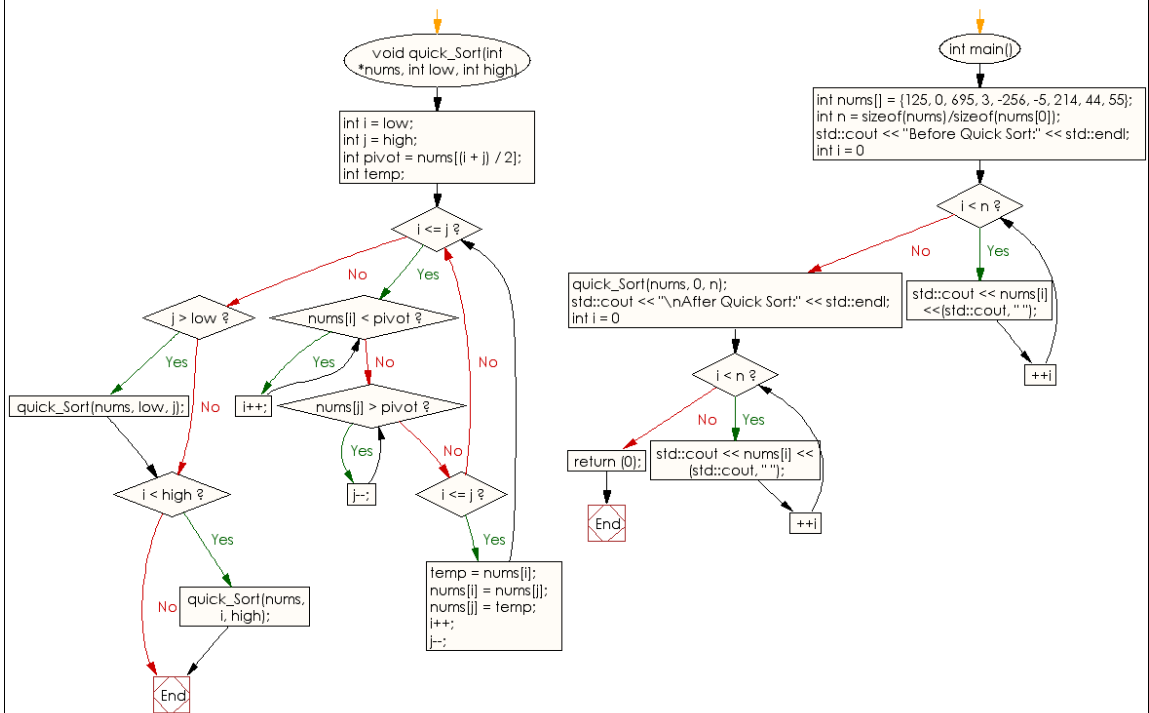 void quick_Sort(int
*nums, int low, int high)
int i = low;
int j = high;
int pivot = nums[(i + j) / 2];
int temp;
i <= j ?
No
Yes
j > low ?
nums[i] < pivot ?
Yes
Yes
No
No
quick_Sort(nums, low, j);
No
i++;
nums[j] > pivot ?
Yes
No
i < high ?
j--;
i <= j ?
Yes
Yes
No
quick_Sort(nums,
i, high);
temp = nums[i];
nums[i] = nums[j];
nums[j] = temp;
i++;
j--;
End
int main()
int nums[] = {125, 0, 695, 3, -256, -5, 214, 44, 55};
int n = sizeof(nums)/sizeof(nums[0]);
std::cout << "Before Quick Sort:" << std::endl;
int i = 0
i < n ?
No
Yes
quick_Sort(nums, 0, n);
std::cout << "\nAfter Quick Sort:" << std::endl;
int i = 0
std::cout << nums[i]
<<(std::cout, " ");
++i
i < n ?
No
Yes
return (0);
std::cout << nums[i] <<
(std::cout, " ");
++i
End